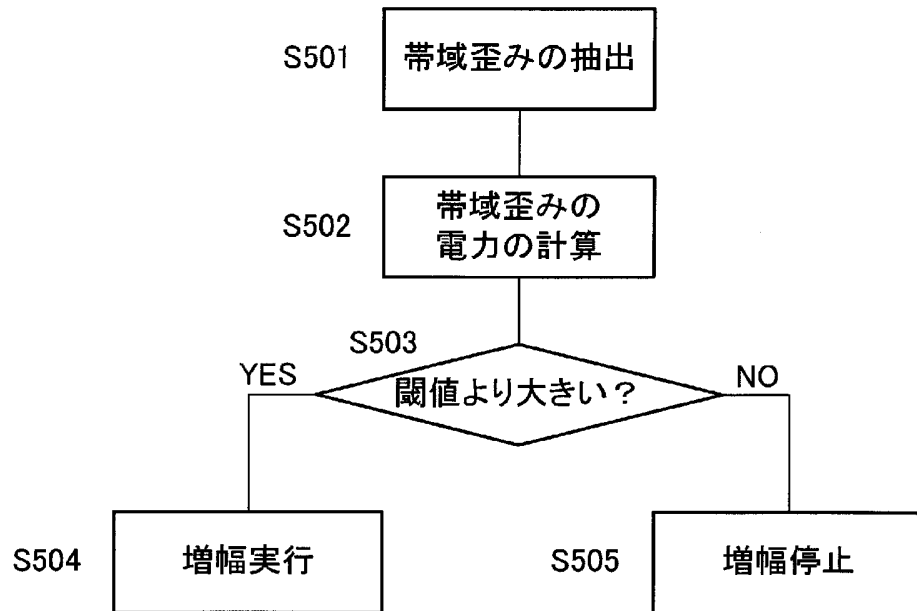 S501
帯域歪みの抽出
S502
帯域歪みの
電力の計算
S503
YES
閾値より大きい？
NO
S504
増幅実行
S505
増幅停止